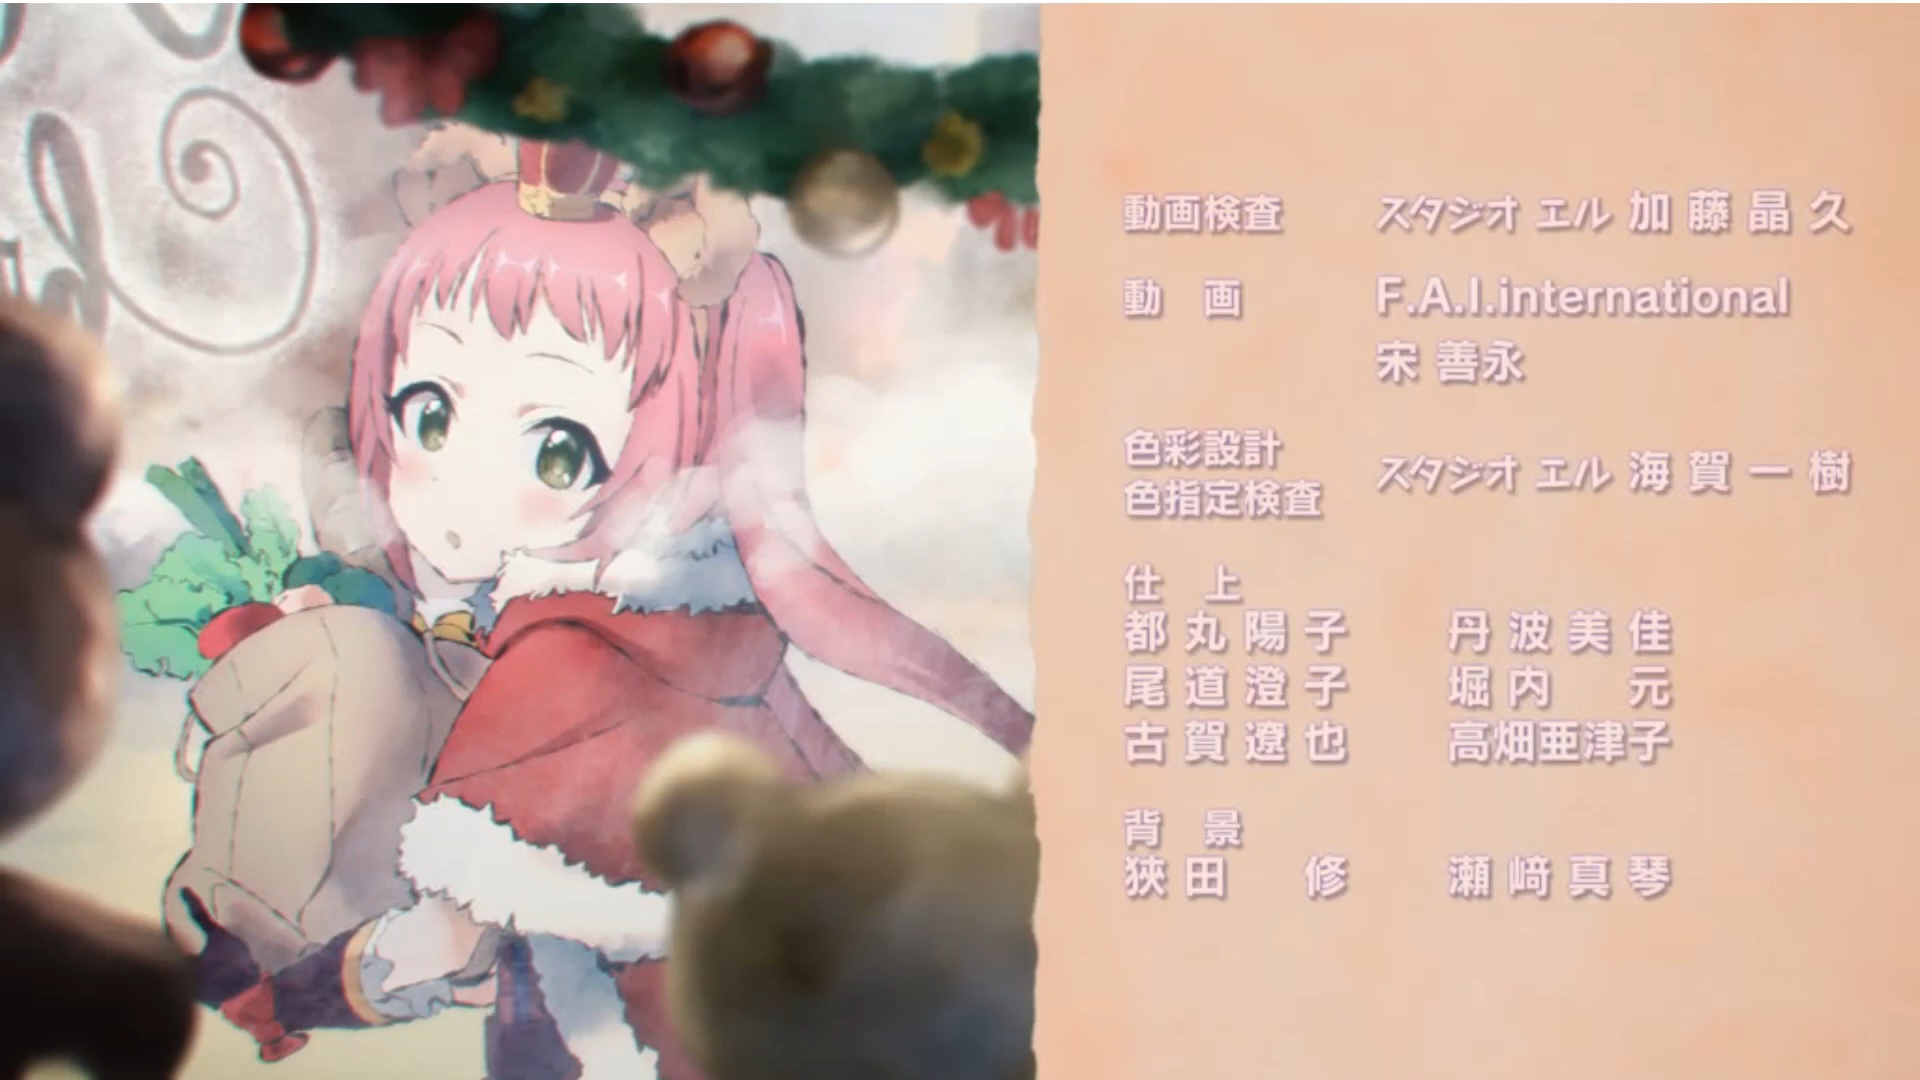 動画検査 スタジオ エル 加藤晶久
動 画 F.A.I.international
宋 善永
色彩設計
色指定検査 スタジオ エル 海賀一樹
仕 上
都丸陽子 丹波美佳
尾道澄子 堀内 元
古賀遼也 高畑亜津子
背 景
狹田 修 瀬﨑真琴